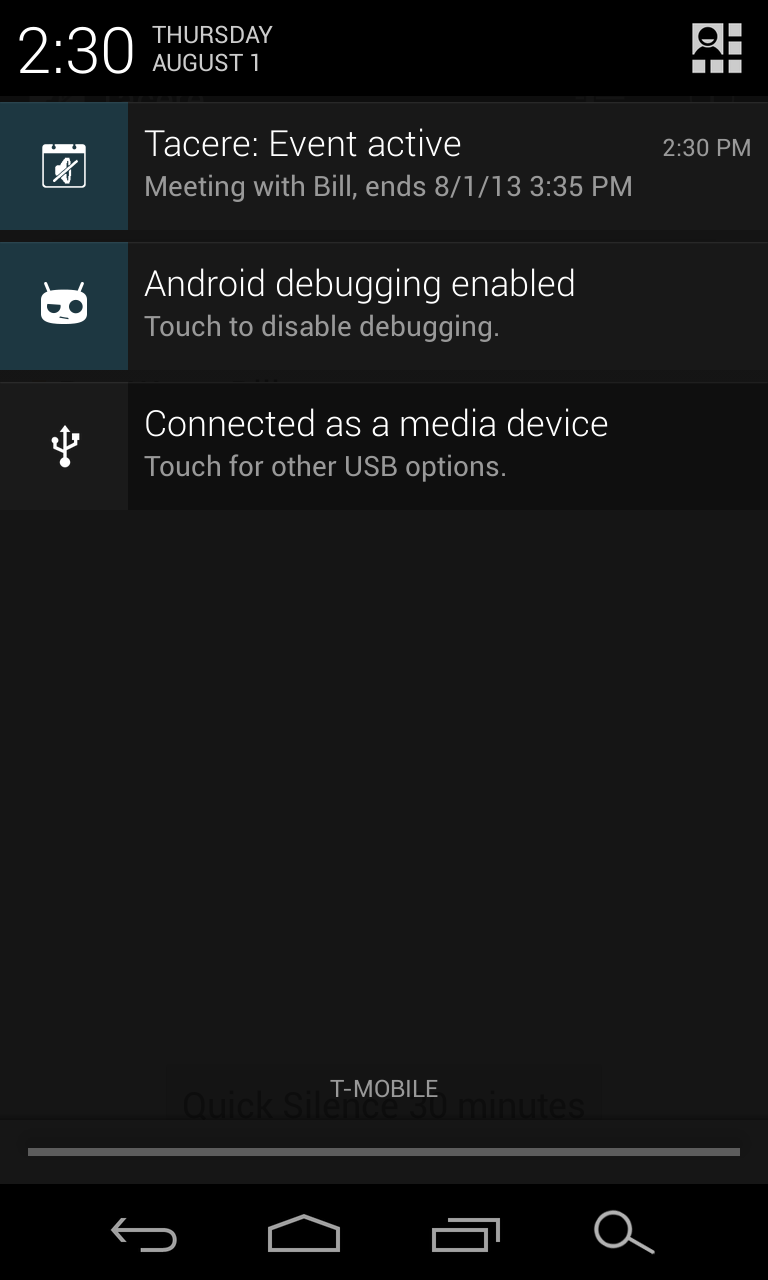 2:30
THURSDAY
AUGUST 1
Tacere: Event active
2:30 PM
Meeting with Bill, ends 8/1/13 3:35 PM
Android debugging enabled
Touch to disable debugging.
Connected as a media device
Touch for other USB options.
T-MOBILE
Quick Silence 30 minutes